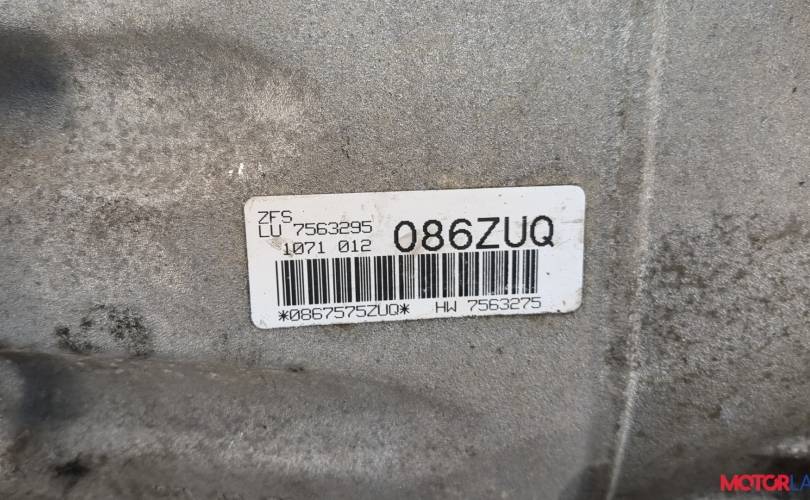 ZFS
LU 7563295
1071 012
086ZUQ
*0867575ZUQ* HW 7563275
MOTORLA